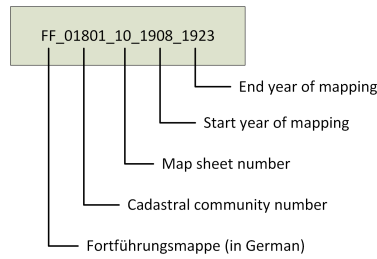 FF_01801_10_1908_1923
End year of mapping
Start year of mapping
Map sheet number
Cadastral community number
Fortführungsmappe (in German)